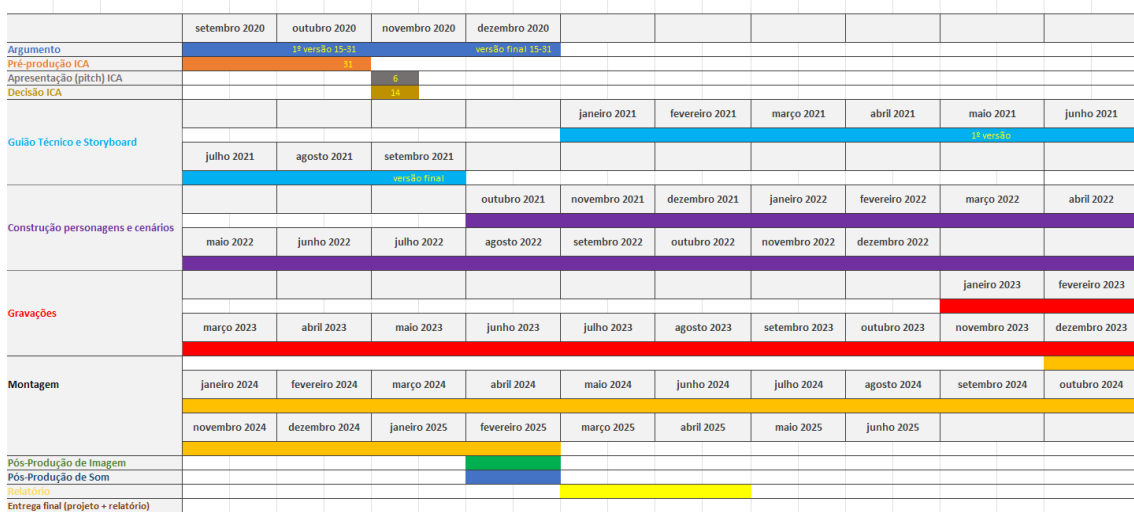 setembro 2020 outubro 2020 novembro 2020 dezembro 2020
Argumento 1º versão 15-31 versão final 15-31
Pré-produção ICA 31
Apresentação (pitch) ICA 6
Decisão ICA 14
janeiro 2021 fevereiro 2021 março 2021 abril 2021 maio 2021 junho 2021
1º versão
Guião Técnico e Storyboard
julho 2021 agosto 2021 setembro 2021
versão final
outubro 2021 novembro 2021 dezembro 2021 janeiro 2022 fevereiro 2022 março 2022 abril 2022
Construção personagens e cenários
maio 2022 junho 2022 julho 2022 agosto 2022 setembro 2022 outubro 2022 novembro 2022 dezembro 2022
janeiro 2023 fevereiro 2023
Gravações
março 2023 abril 2023 maio 2023 junho 2023 julho 2023 agosto 2023 setembro 2023 outubro 2023 novembro 2023 dezembro 2023
Montagem janeiro 2024 fevereiro 2024 março 2024 abril 2024 maio 2024 junho 2024 julho 2024 agosto 2024 setembro 2024 outubro 2024
novembro 2024 dezembro 2024 janeiro 2025 fevereiro 2025 março 2025 abril 2025 maio 2025 junho 2025
Pós-Produção de Imagem
Pós-Produção de Som
Relatório
Entrega final (projeto + relatório)